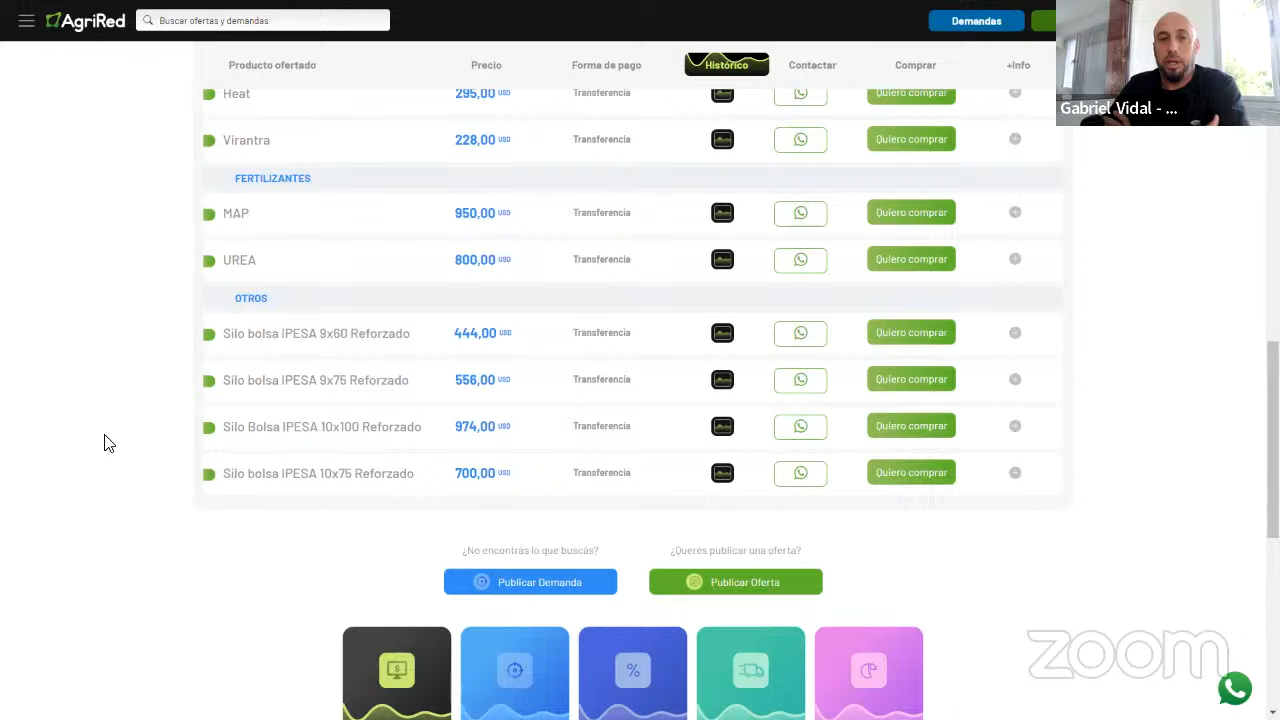 AgriRed
Buscar ofertas y demandas
Demandas
Gabriel Vidal - ...
Producto ofertado
Precio
Forma de pago
Histórico
Contactar
Comprar
+Info
Heat
295,00 USD
Transferencia
Quiero comprar
Virantra
228,00 USD
Transferencia
Quiero comprar
FERTILIZANTES
MAP
950,00 USD
Transferencia
Quiero comprar
UREA
800,00 USD
Transferencia
Quiero comprar
OTROS
Silo bolsa IPESA 9x60 Reforzado
444,00 USD
Transferencia
Quiero comprar
Silo bolsa IPESA 9x75 Reforzado
556,00 USD
Transferencia
Quiero comprar
Silo Bolsa IPESA 10x100 Reforzado
974,00 USD
Transferencia
Quiero comprar
Silo bolsa IPESA 10x75 Reforzado
700,00 USD
Transferencia
Quiero comprar
¿No encontrás lo que buscás?
¿Querés publicar una oferta?
Publicar Demanda
Publicar Oferta
$
%
zoom